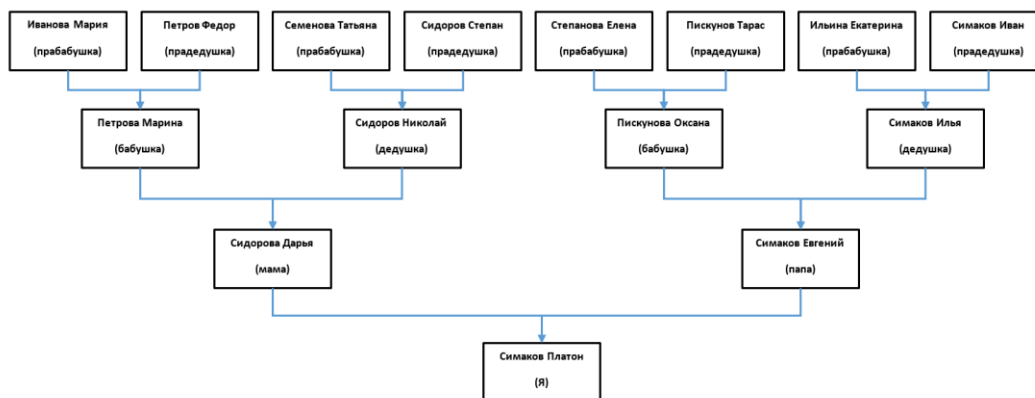 Иванова Мария
(прабабушка)
Петров Федор
(прадедушка)
Семенова Татьяна
(прабабушка)
Сидоров Степан
(прадедушка)
Степанова Елена
(прабабушка)
Пискунов Тарас
(прадедушка)
Ильина Екатерина
(прабабушка)
Симаков Иван
(прадедушка)
Петрова Марина
(бабушка)
Сидоров Николай
(дедушка)
Пискунова Оксана
(бабушка)
Симаков Илья
(дедушка)
Сидорова Дарья
(мама)
Симаков Евгений
(папа)
Симаков Платон
(Я)